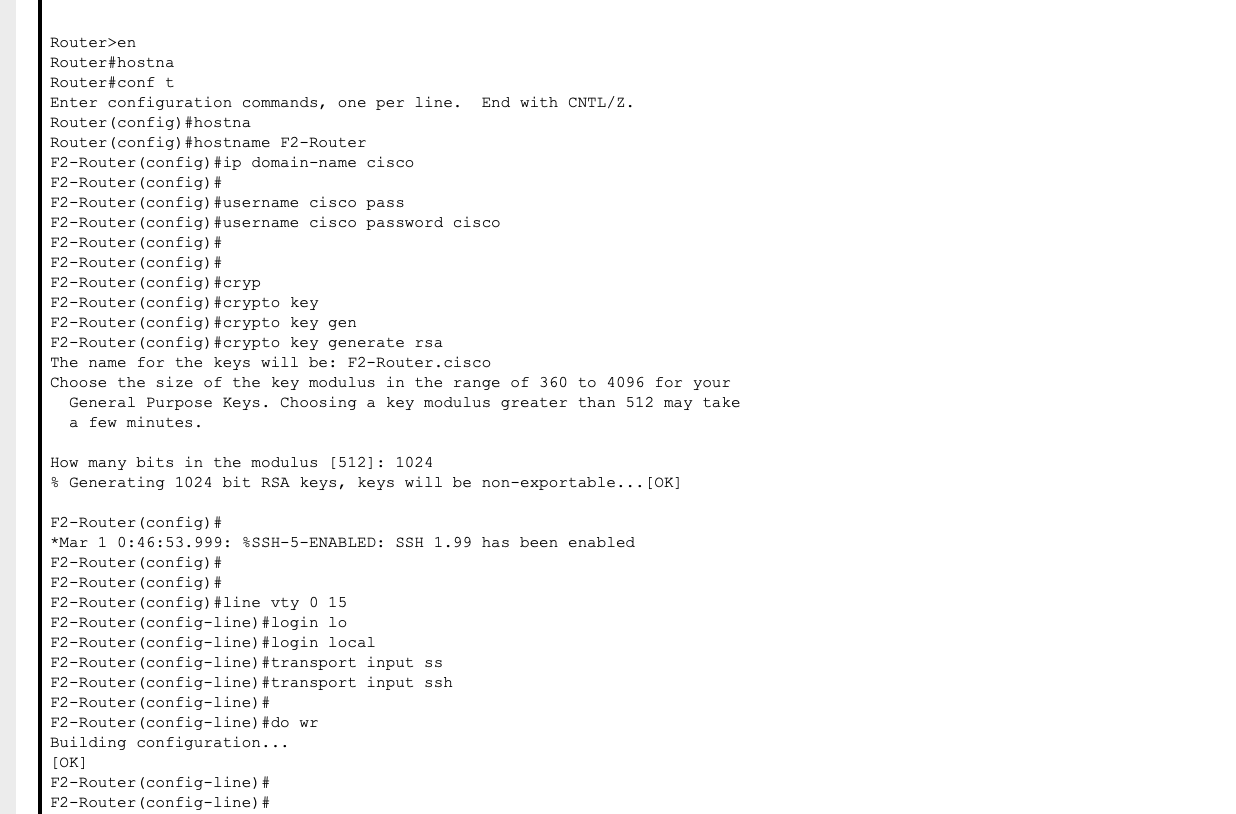 Router>en
Router#hostna
Router#conf t
Enter configuration commands, one per line.  End with CNTL/Z.
Router(config)#hostna
Router(config)#hostname F2-Router
F2-Router(config)#ip domain-name cisco
F2-Router(config)#
F2-Router(config)#username cisco pass
F2-Router(config)#username cisco password cisco
F2-Router(config)#
F2-Router(config)#
F2-Router(config)#cryp
F2-Router(config)#crypto key
F2-Router(config)#crypto key gen
F2-Router(config)#crypto key generate rsa
The name for the keys will be: F2-Router.cisco
Choose the size of the key modulus in the range of 360 to 4096 for your
  General Purpose Keys. Choosing a key modulus greater than 512 may take
  a few minutes.

How many bits in the modulus [512]: 1024
% Generating 1024 bit RSA keys, keys will be non-exportable...[OK]

F2-Router(config)#
*Mar 1 0:46:53.999: %SSH-5-ENABLED: SSH 1.99 has been enabled
F2-Router(config)#
F2-Router(config)#
F2-Router(config)#line vty 0 15
F2-Router(config-line)#login lo
F2-Router(config-line)#login local
F2-Router(config-line)#transport input ss
F2-Router(config-line)#transport input ssh
F2-Router(config-line)#
F2-Router(config-line)#do wr
Building configuration...
[OK]
F2-Router(config-line)#
F2-Router(config-line)#